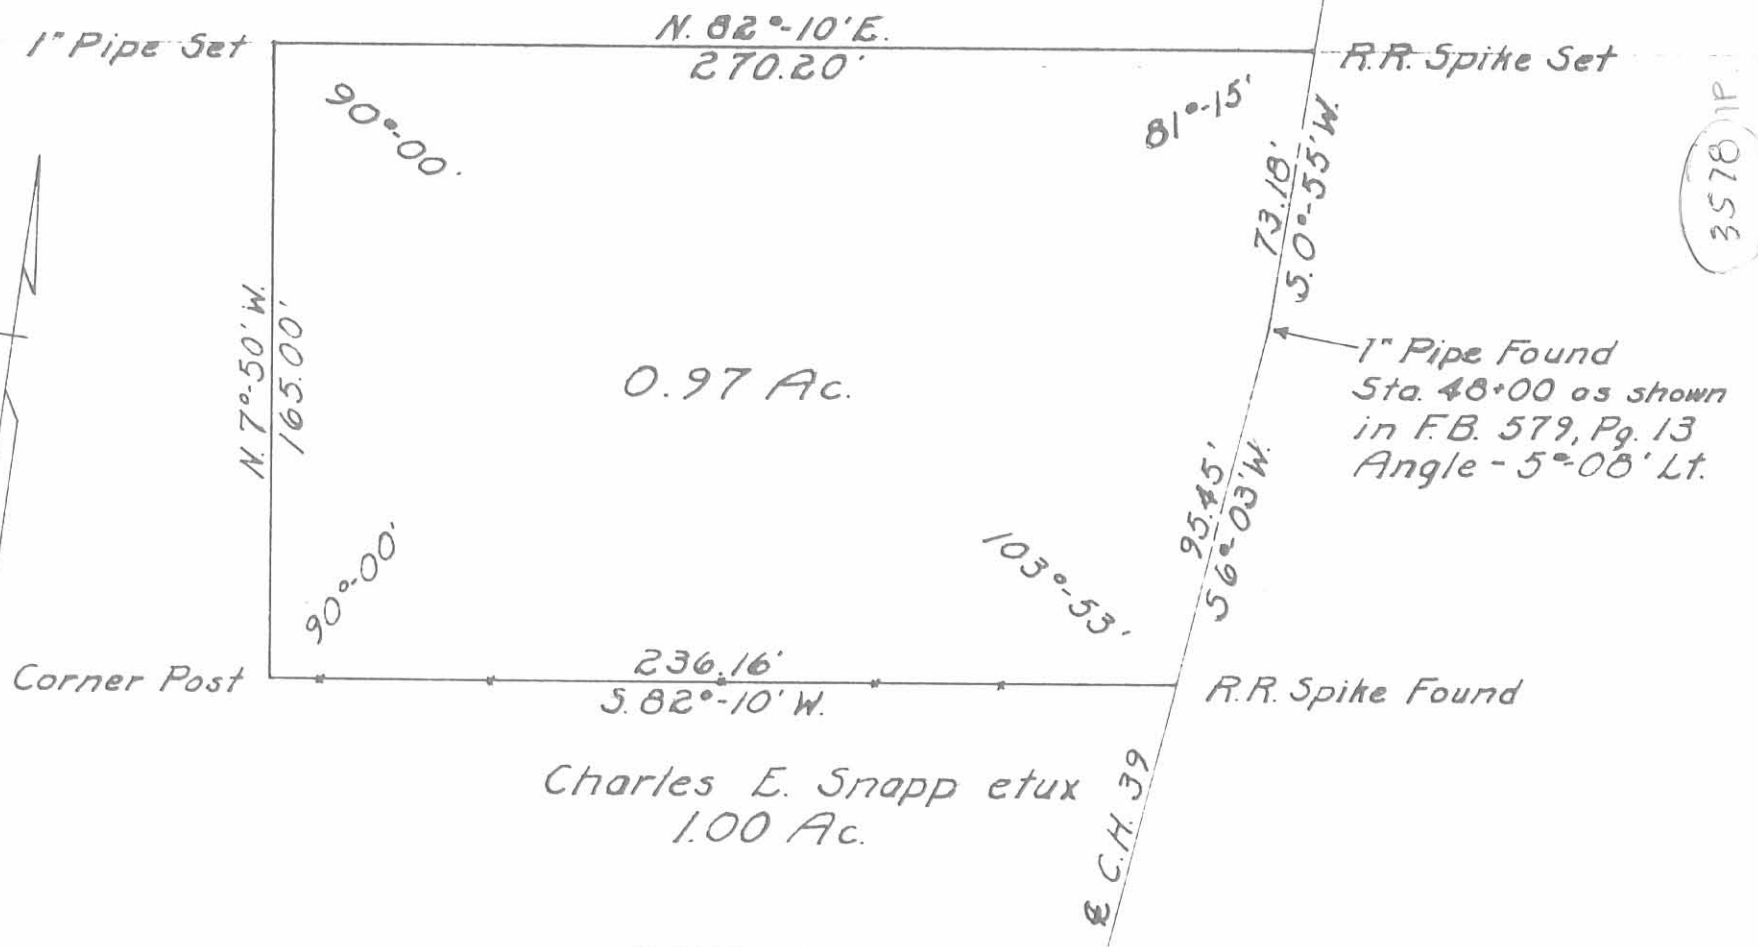 N. 82°-10' E.
270.20'
1" Pipe Set
R.R. Spike Set
90°-00'
81°-15'
73.18'
S. 0°-55' W.
3578
N. 7°-50' W.
165.00'
0.97 Ac.
1" Pipe Found
Sta. 48+00 as shown
in F.B. 579, Pg. 13
Angle - 5°-08' Lt.
95.45'
S 6°-03' W.
90°-00'
103°-53'
Corner Post
236.16'
S. 82°-10' W.
R.R. Spike Found
Charles E. Snapp etux
1.00 Ac.
℄ C.H. 39